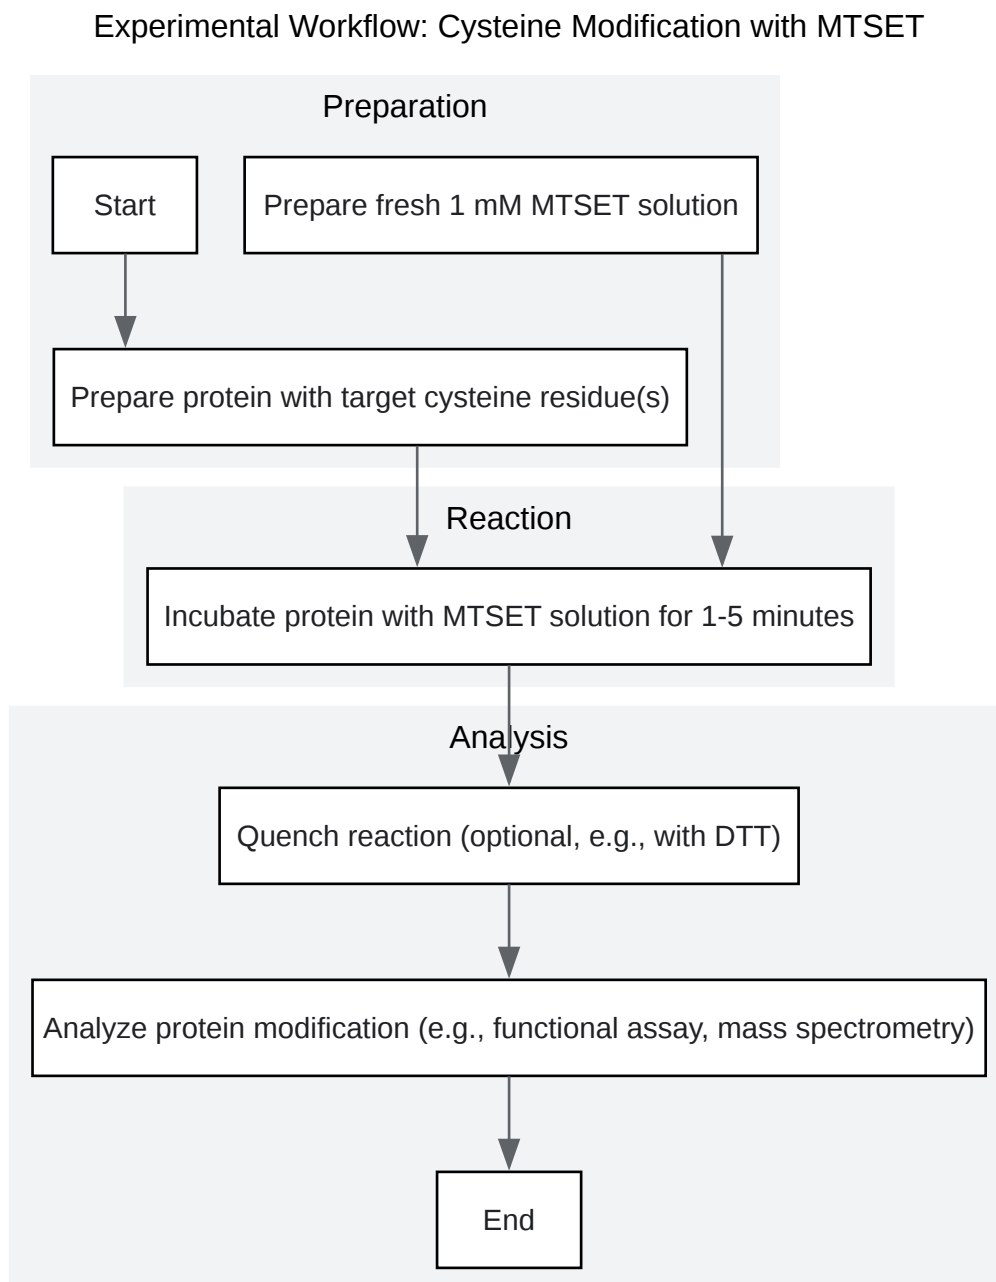 Experimental Workflow: Cysteine Modification with MTSET
Preparation
Start
Prepare fresh 1 mM MTSET solution
Prepare protein with target cysteine residue(s)
Reaction
Incubate protein with MTSET solution for 1-5 minutes
Analysis
Quench reaction (optional, e.g., with DTT)
Analyze protein modification (e.g., functional assay, mass spectrometry)
End